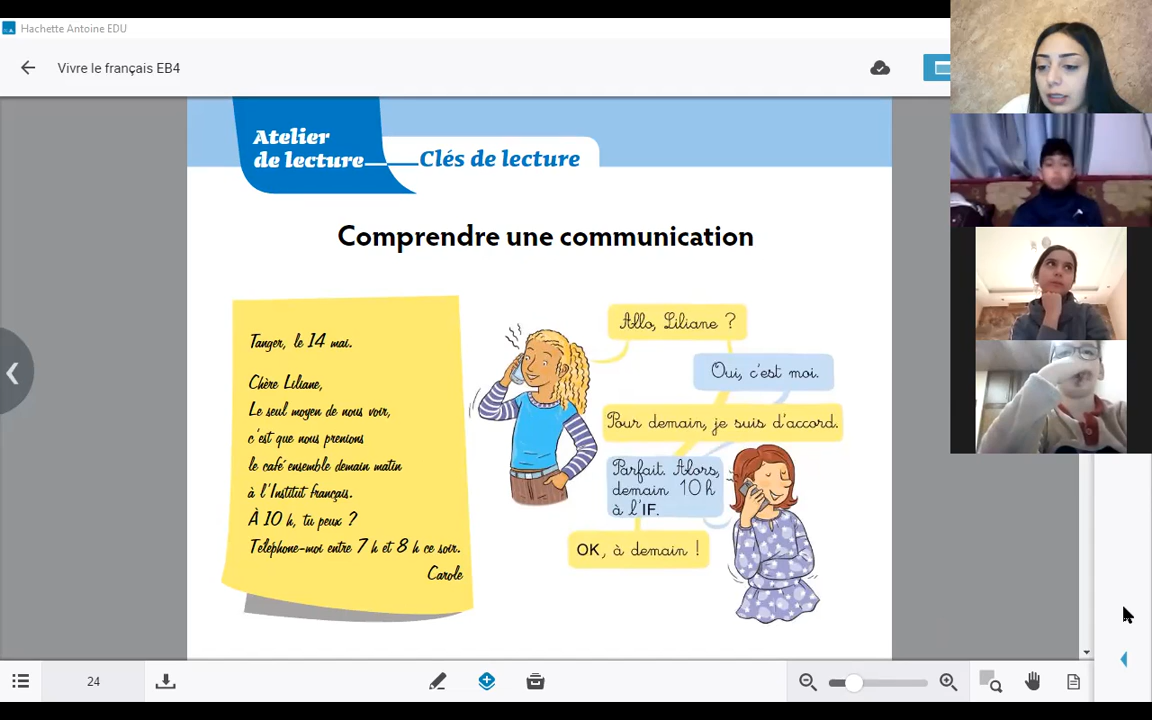 Hachette Antoine EDU
Vivre le français EB4
Atelier
de lecture
Clés de lecture
Comprendre une communication
Tanger, le 14 mai.
Chère Liliane,
Le seul moyen de nous voir,
c'est que nous prenions
le café ensemble demain matin
à l'Institut français.
À 10 h, tu peux ?
Téléphone-moi entre 7 h et 8 h ce soir.
Carole
Allo, Liliane ?
Oui, c'est moi.
Pour demain, je suis d'accord.
Parfait. Alors,
demain 10 h
à l'IF.
OK, à demain !
24